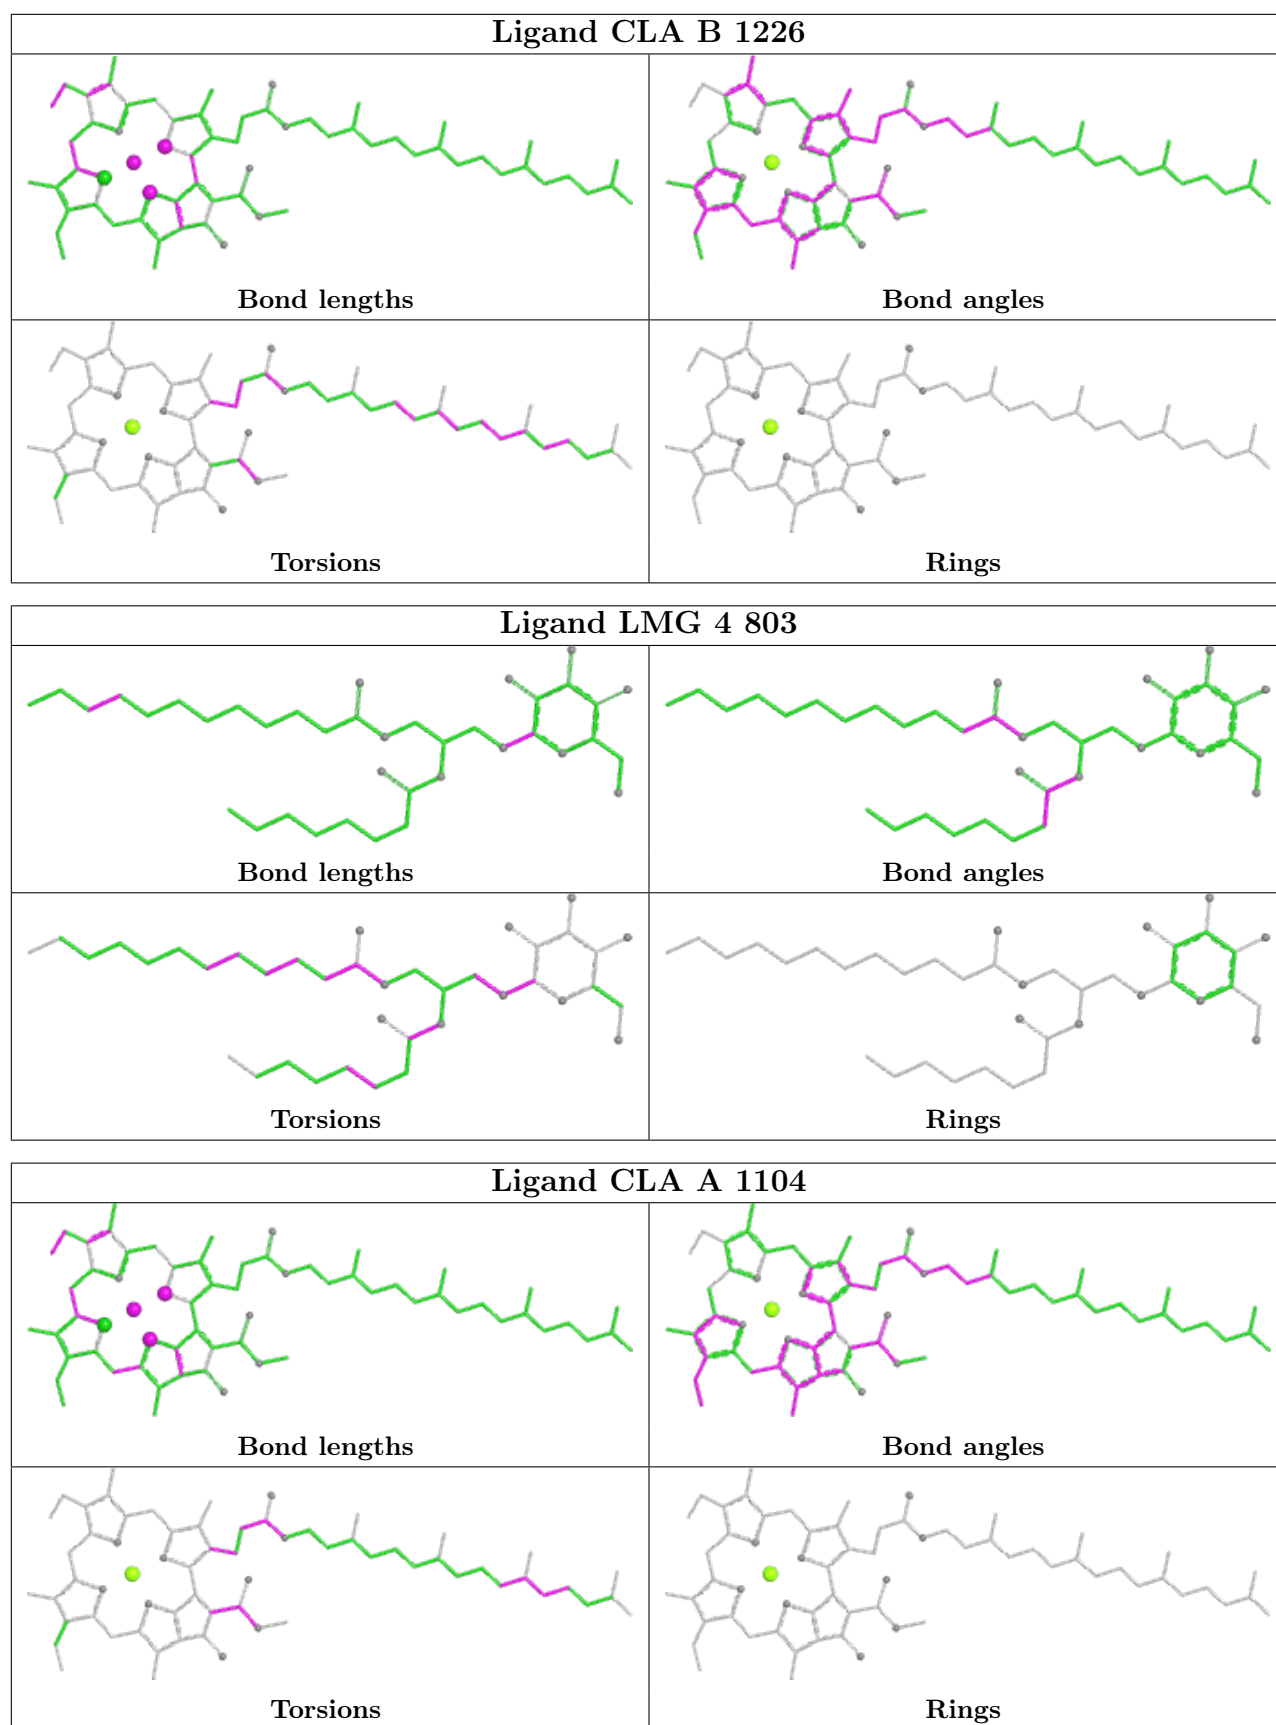 Ligand CLA B 1226
Bond lengths
Bond angles
Torsions
Rings
Ligand LMG 4 803
Bond lengths
Bond angles
Torsions
Rings
Ligand CLA A 1104
Bond lengths
Bond angles
Torsions
Rings